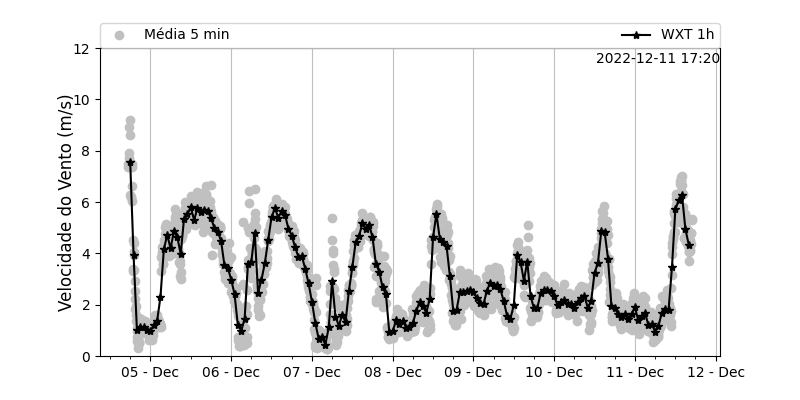 Média 5 min
WXT 1h
2022-12-11 17:20
Velocidade do Vento (m/s)
12
10
8
6
4
2
0
05 - Dec
06 - Dec
07 - Dec
08 - Dec
09 - Dec
10 - Dec
11 - Dec
12 - Dec